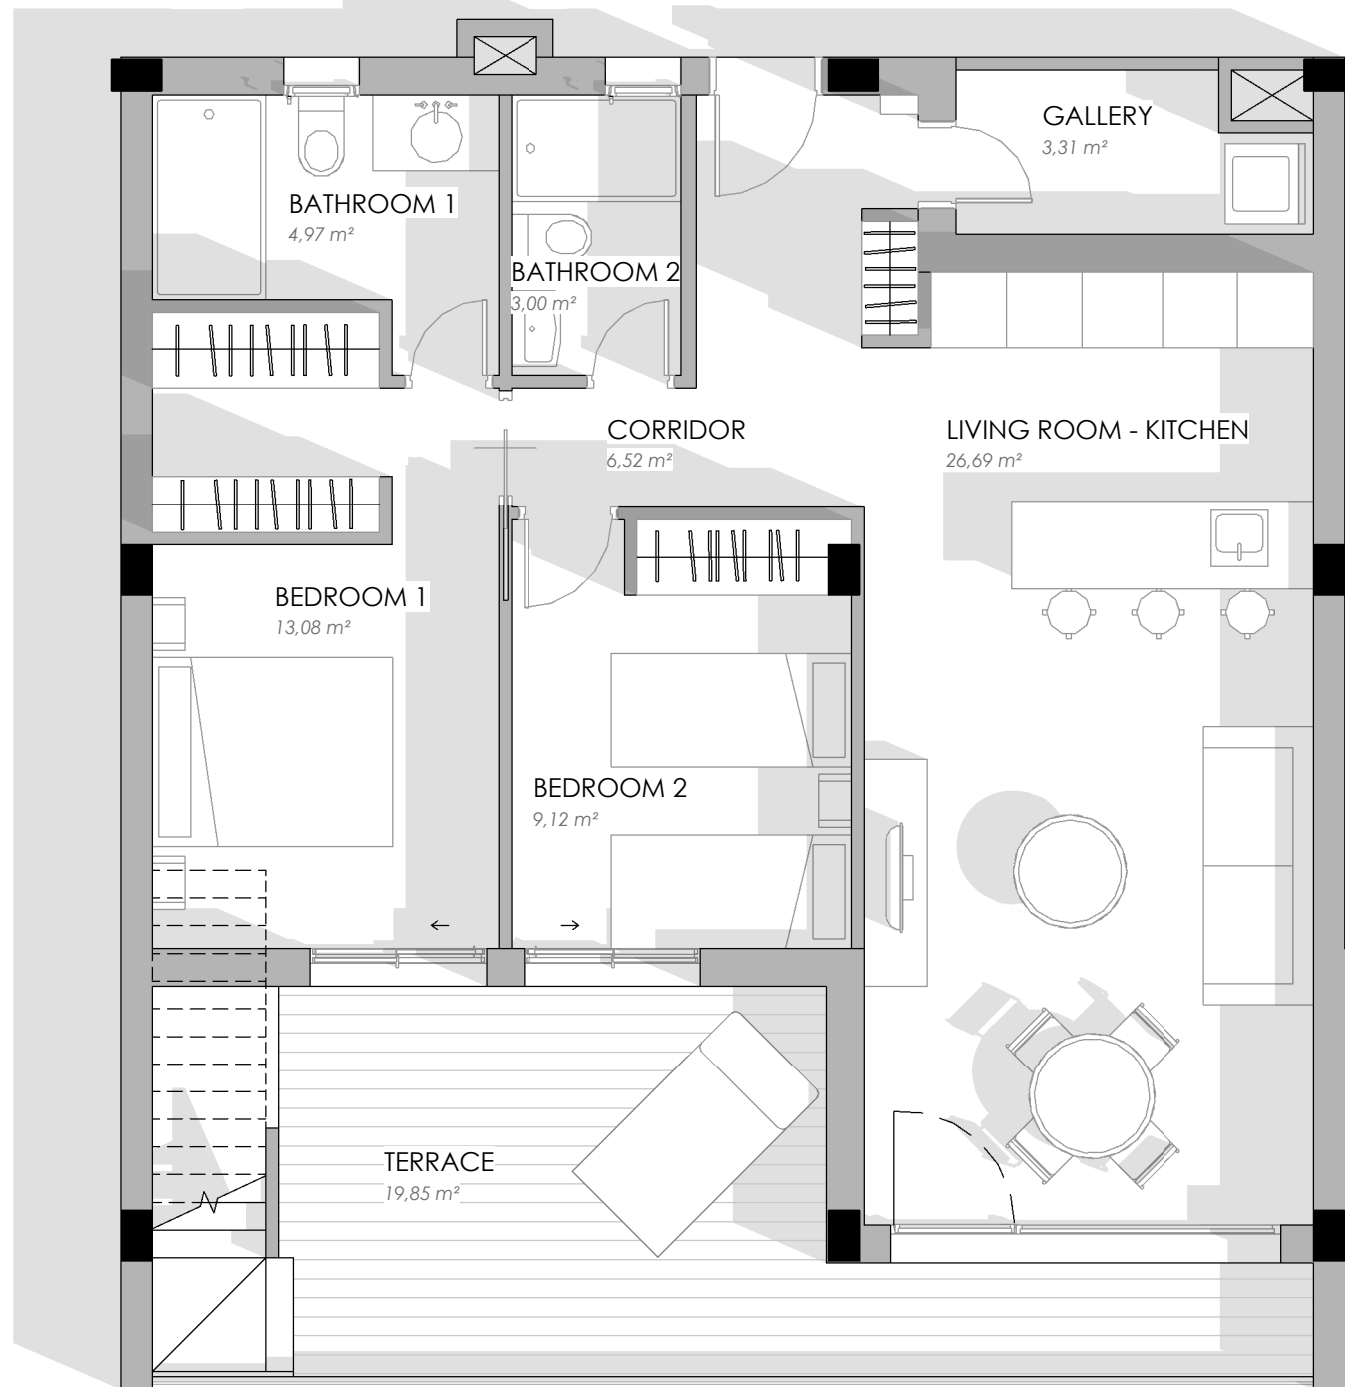 GALLERY
3,31 m²
BATHROOM 1
4,97 m²
BATHROOM 2
3,00 m²
CORRIDOR
6,52 m²
LIVING ROOM - KITCHEN
26,69 m²
BEDROOM 1
13,08 m²
BEDROOM 2
9,12 m²
TERRACE
19,85 m²